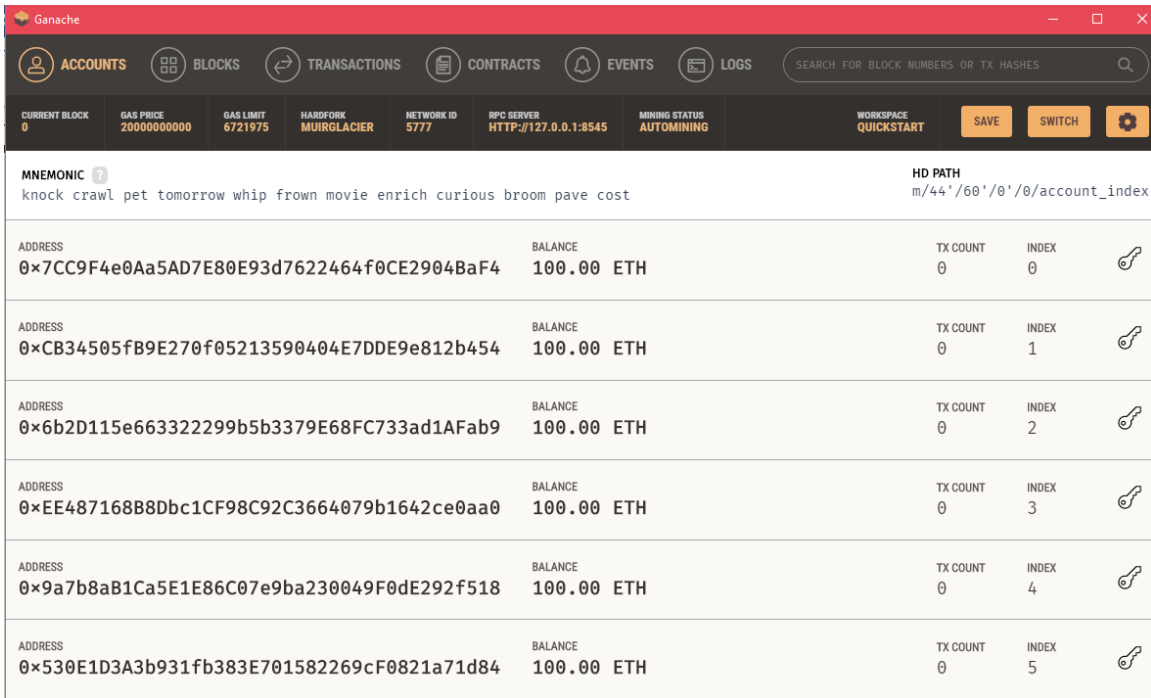 Ganache
ACCOUNTS BLOCKS TRANSACTIONS CONTRACTS EVENTS LOGS SEARCH FOR BLOCK NUMBERS OR TX HASHES
CURRENT BLOCK GAS PRICE GAS LIMIT HARDFORK NETWORK ID RPC SERVER MINING STATUS WORKSPACE
0 20000000000 6721975 MUIRGLACIER 5777 HTTP://127.0.0.1:8545 AUTOMINING QUICKSTART SAVE SWITCH
MNEMONIC ? HD PATH
knock crawl pet tomorrow whip frown movie enrich curious broom pave cost m/44'/60'/0'/0/account_index
ADDRESS BALANCE TX COUNT INDEX
0×7CC9F4e0Aa5AD7E80E93d7622464f0CE2904BaF4 100.00 ETH 0 0
ADDRESS BALANCE TX COUNT INDEX
0×CB34505fB9E270f05213590404E7DDE9e812b454 100.00 ETH 0 1
ADDRESS BALANCE TX COUNT INDEX
0×6b2D115e663322299b5b3379E68FC733ad1AFab9 100.00 ETH 0 2
ADDRESS BALANCE TX COUNT INDEX
0×EE487168B8Dbc1CF98C92C3664079b1642ce0aa0 100.00 ETH 0 3
ADDRESS BALANCE TX COUNT INDEX
0×9a7b8aB1Ca5E1E86C07e9ba230049F0dE292f518 100.00 ETH 0 4
ADDRESS BALANCE TX COUNT INDEX
0×530E1D3A3b931fb383E701582269cF0821a71d84 100.00 ETH 0 5